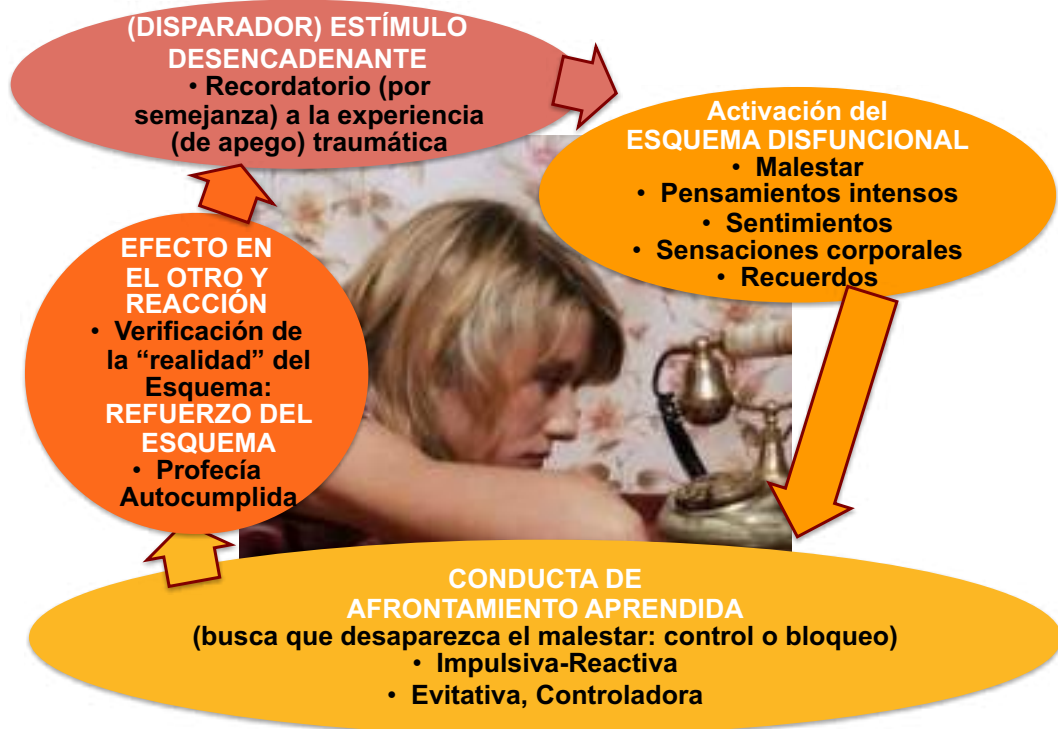 (DISPARADOR) ESTÍMULO
DESENCADENANTE
• Recordatorio (por
semejanza) a la experiencia
(de apego) traumática
Activación del
ESQUEMA DISFUNCIONAL
• Malestar
• Pensamientos intensos
• Sentimientos
• Sensaciones corporales
• Recuerdos
CONDUCTA DE
AFRONTAMIENTO APRENDIDA
(busca que desaparezca el malestar: control o bloqueo)
• Impulsiva-Reactiva
• Evitativa, Controladora
EFECTO EN
EL OTRO Y
REACCIÓN
• Verificación de
la “realidad” del
Esquema:
REFUERZO DEL
ESQUEMA
• Profecía
Autocumplida